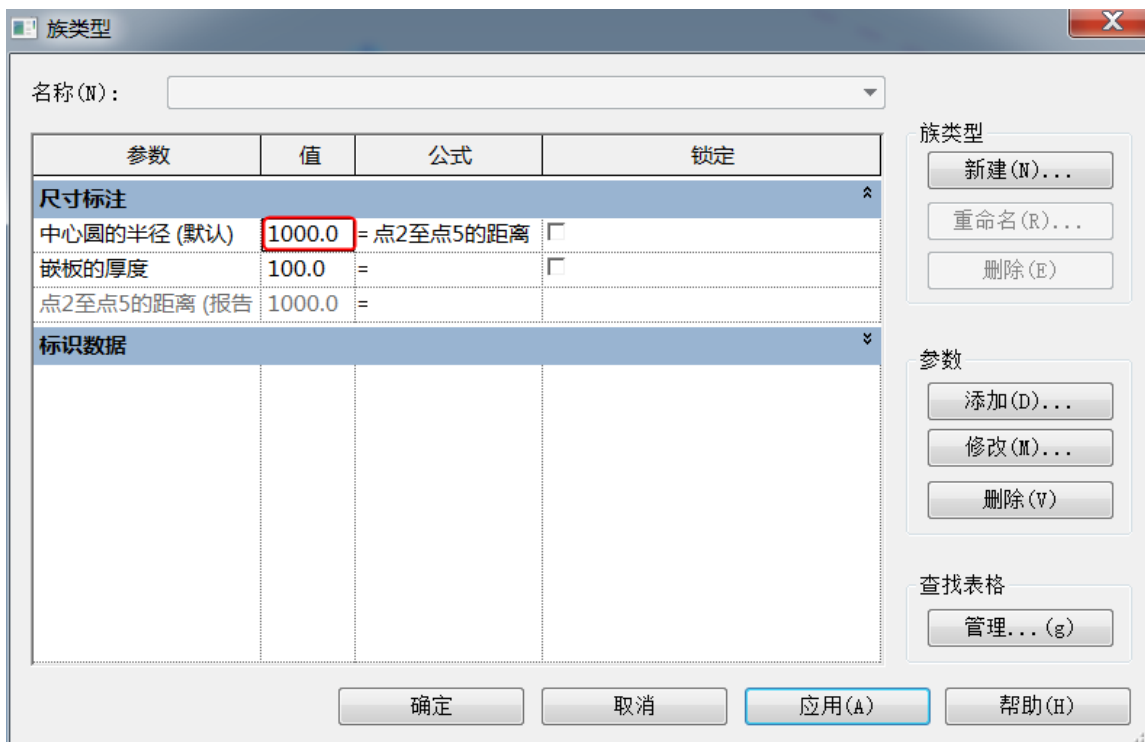 族类型
名称(N):
参数 值 公式 锁定
尺寸标注
中心圆的半径 (默认) 1000.0 = 点2至点5的距离
嵌板的厚度 100.0 =
点2至点5的距离 (报告 1000.0 =
标识数据
族类型
新建(N)...
重命名(R)...
删除(E)
参数
添加(D)...
修改(M)...
删除(V)
查找表格
管理...(g)
确定 取消 应用(A) 帮助(H)